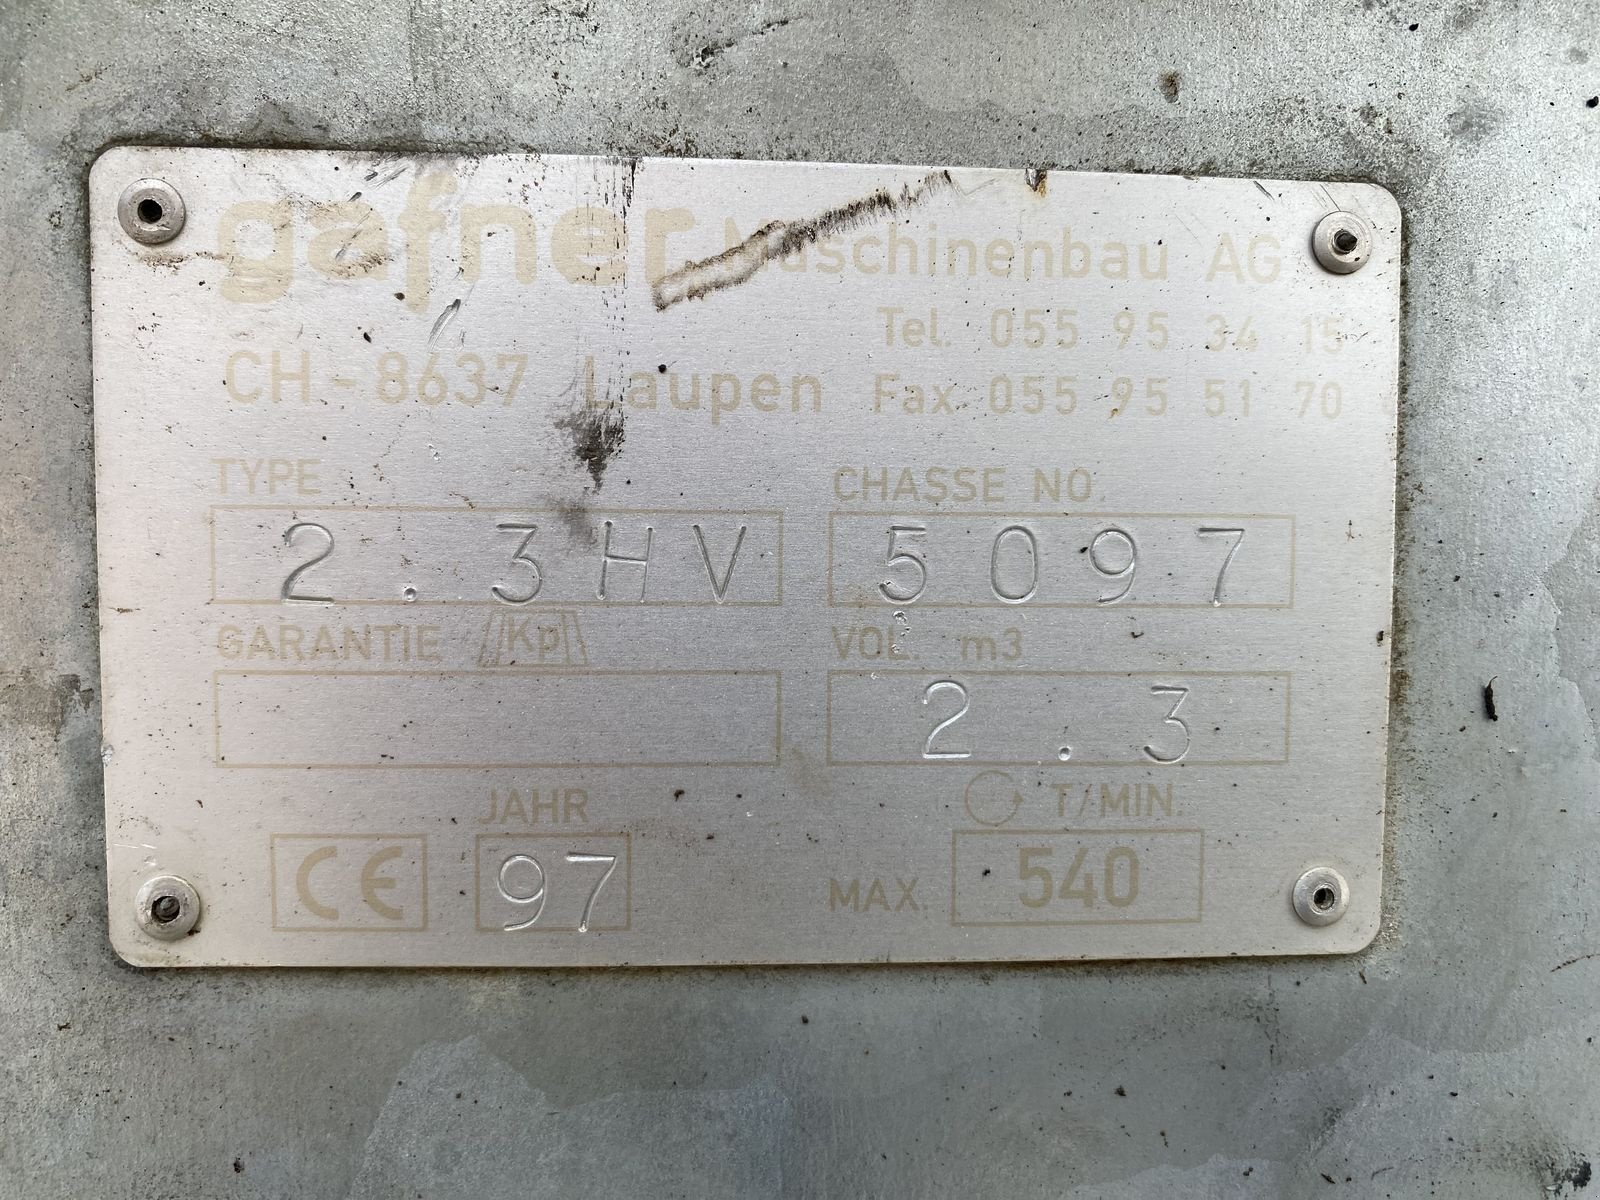 gafner Maschinenbau AG
Tel. 055 95 34 15
CH-8637 Laupen Fax. 055 95 51 70
TYPE CHASSE NO.
2.3HV 5097
GARANTIE Kp VOL. m3
2.3
JAHR T/MIN.
CE 97 MAX. 540